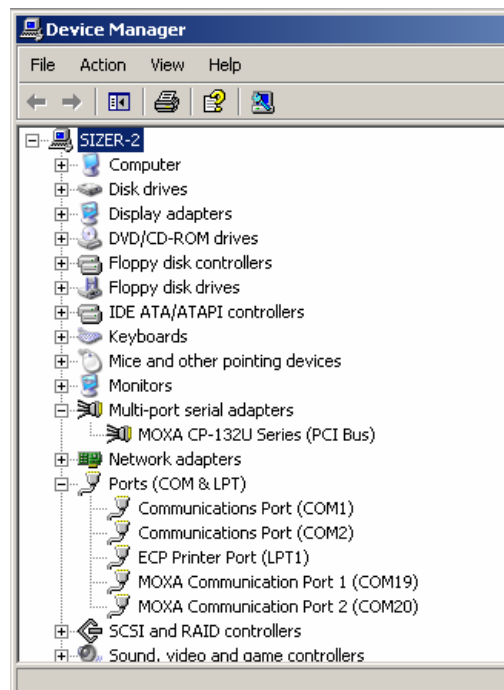 Device Manager
File Action View Help
SIZER-2
Computer
Disk drives
Display adapters
DVD/CD-ROM drives
Floppy disk controllers
Floppy disk drives
IDE ATA/ATAPI controllers
Keyboards
Mice and other pointing devices
Monitors
Multi-port serial adapters
MOXA CP-132U Series (PCI Bus)
Network adapters
Ports (COM & LPT)
Communications Port (COM1)
Communications Port (COM2)
ECP Printer Port (LPT1)
MOXA Communication Port 1 (COM19)
MOXA Communication Port 2 (COM20)
SCSI and RAID controllers
Sound, video and game controllers